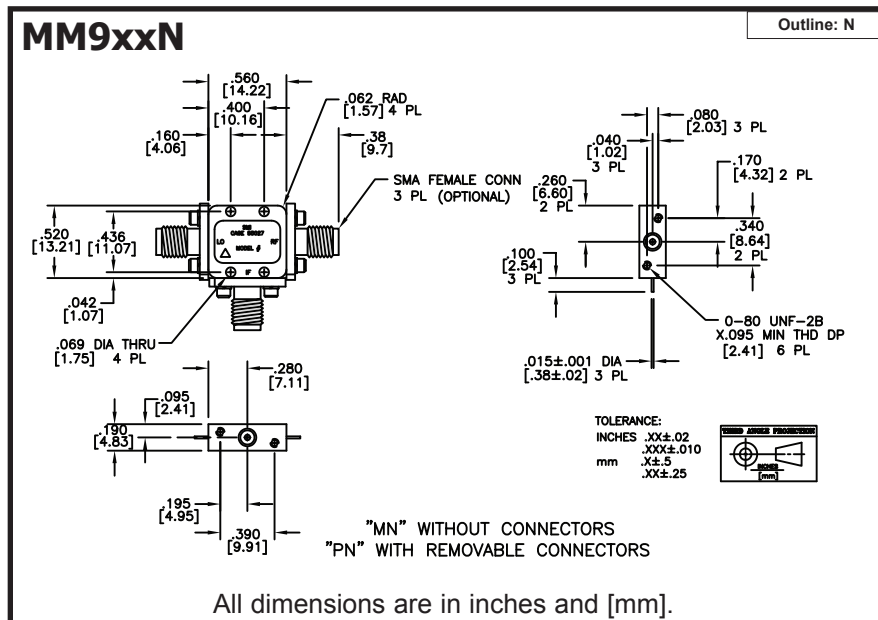 MM9xxN
Outline: N
.560
[14.22]
.400
[10.16]
.160
[4.06]
.062 RAD
[1.57] 4 PL
.38
[9.7]
SMA FEMALE CONN
3 PL (OPTIONAL)
.520
[13.21]
.436
[11.07]
CASE
LO
RF
MODEL
IF
.042
[1.07]
.069 DIA THRU
[1.75] 4 PL
.080
[2.03] 3 PL
.040
[1.02]
3 PL
.170
[4.32] 2 PL
.260
[6.60]
2 PL
.340
[8.64]
2 PL
.100
[2.54]
3 PL
0-80 UNF-2B
X.095 MIN THD DP
[2.41] 6 PL
.015±.001 DIA
[.38±.02] 3 PL
.280
[7.11]
.095
[2.41]
.190
[4.83]
.195
[4.95]
.390
[9.91]
TOLERANCE:
INCHES .XX±.02
.XXX±.010
mm .X±.5
.XX±.25
THIRD ANGLE PROJECTION
INCHES
[mm]
"MN" WITHOUT CONNECTORS
"PN" WITH REMOVABLE CONNECTORS
All dimensions are in inches and [mm].